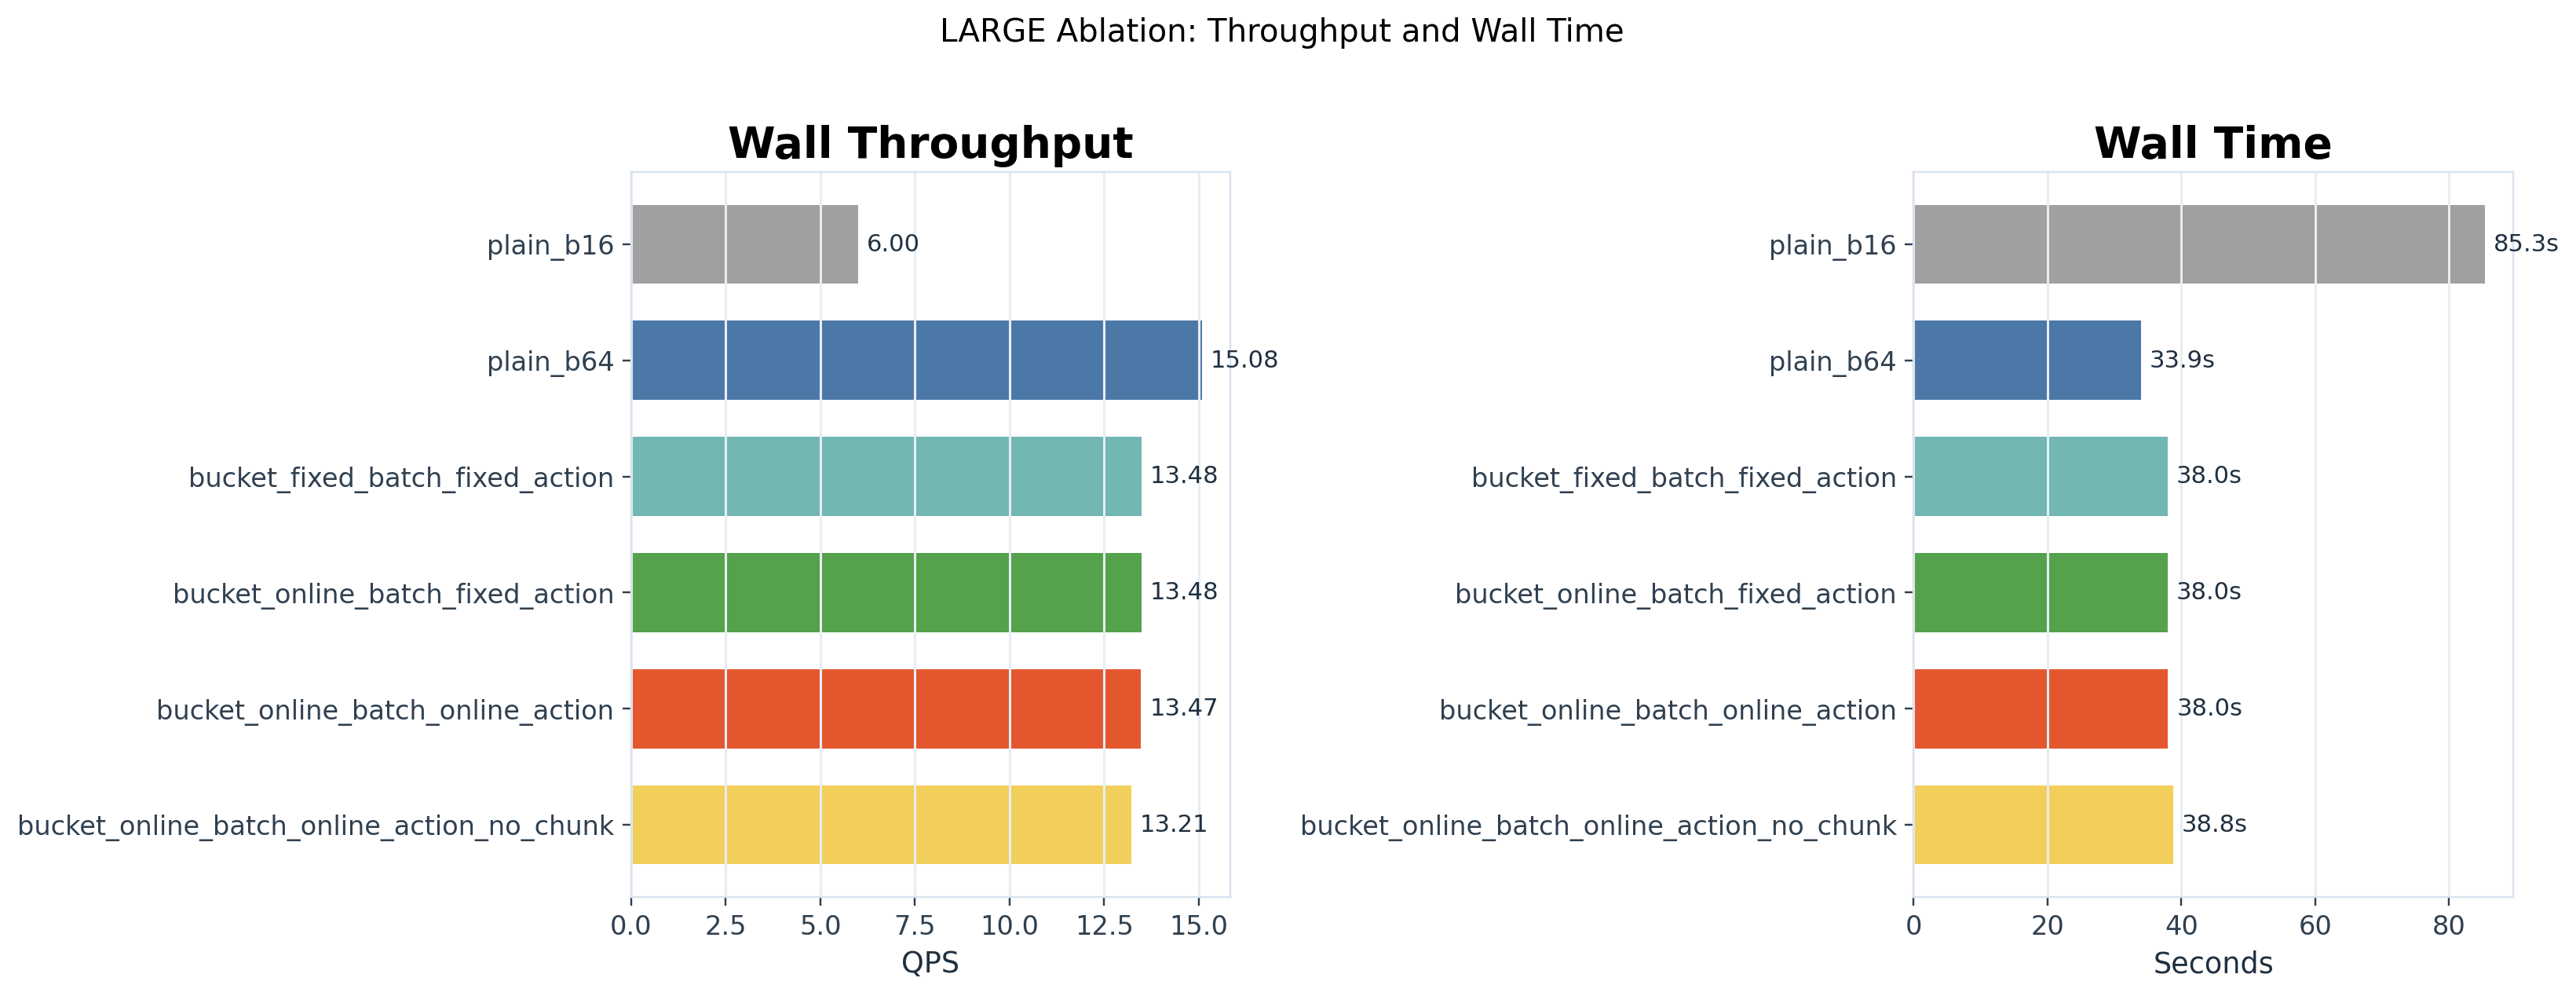 LARGE Ablation: Throughput and Wall Time
Wall Throughput
plain_b16
6.00
plain_b64
15.08
bucket_fixed_batch_fixed_action
13.48
bucket_online_batch_fixed_action
13.48
bucket_online_batch_online_action
13.47
bucket_online_batch_online_action_no_chunk
13.21
0.0 2.5 5.0 7.5 10.0 12.5 15.0
QPS
Wall Time
plain_b16
85.3s
plain_b64
33.9s
bucket_fixed_batch_fixed_action
38.0s
bucket_online_batch_fixed_action
38.0s
bucket_online_batch_online_action
38.0s
bucket_online_batch_online_action_no_chunk
38.8s
0 20 40 60 80
Seconds